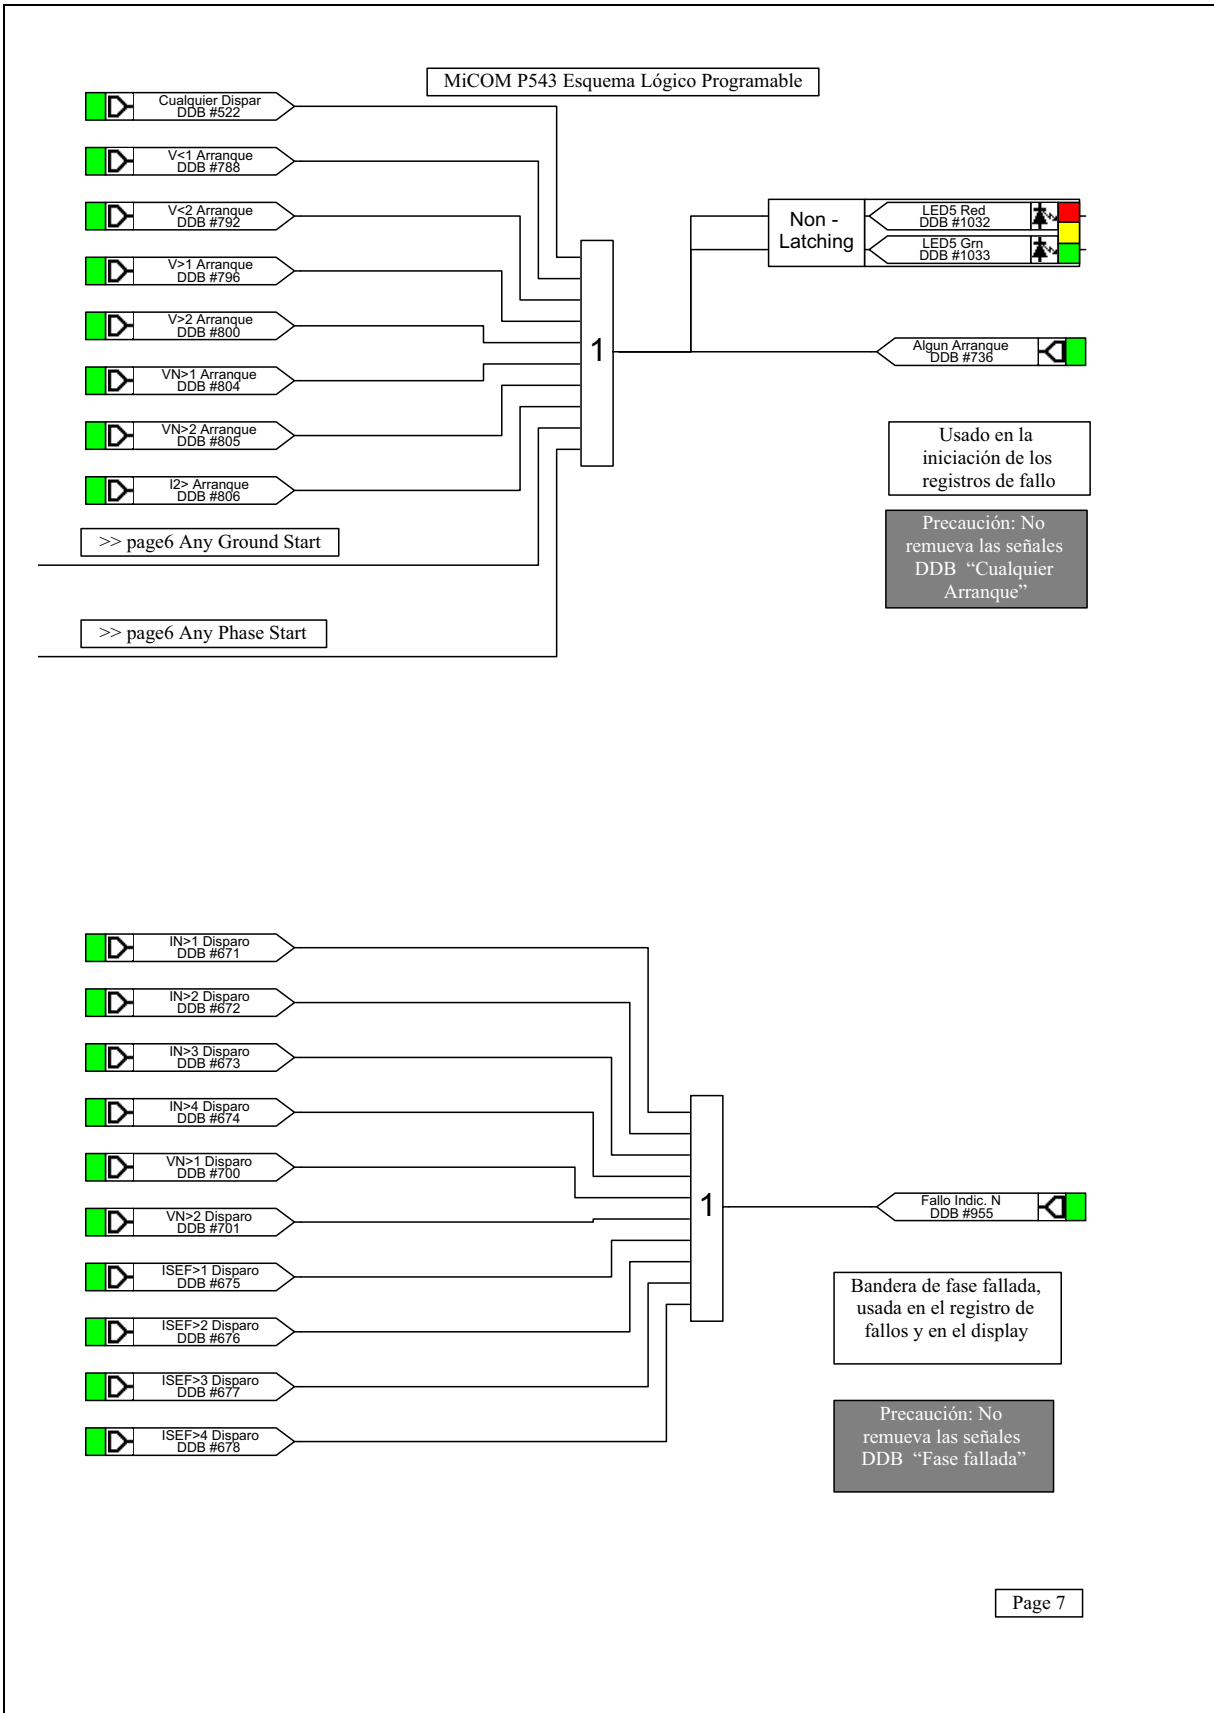 MiCOM P543 Esquema Lógico Programable
Cualquier Dispar
DDB #522
V<1 Arranque
DDB #788
V<2 Arranque
DDB #792
V>1 Arranque
DDB #796
V>2 Arranque
DDB #800
VN>1 Arranque
DDB #804
VN>2 Arranque
DDB #805
I2> Arranque
DDB #806
>> page6 Any Ground Start
>> page6 Any Phase Start
1
Non -
Latching
LED5 Red
DDB #1032
LED5 Grn
DDB #1033
Algun Arranque
DDB #736
Usado en la
iniciación de los
registros de fallo
Precaución: No
remueva las señales
DDB “Cualquier
Arranque”
IN>1 Disparo
DDB #671
IN>2 Disparo
DDB #672
IN>3 Disparo
DDB #673
IN>4 Disparo
DDB #674
VN>1 Disparo
DDB #700
VN>2 Disparo
DDB #701
ISEF>1 Disparo
DDB #675
ISEF>2 Disparo
DDB #676
ISEF>3 Disparo
DDB #677
ISEF>4 Disparo
DDB #678
1
Fallo Indic. N
DDB #955
Bandera de fase fallada,
usada en el registro de
fallos y en el display
Precaución: No
remueva las señales
DDB “Fase fallada”
Page 7